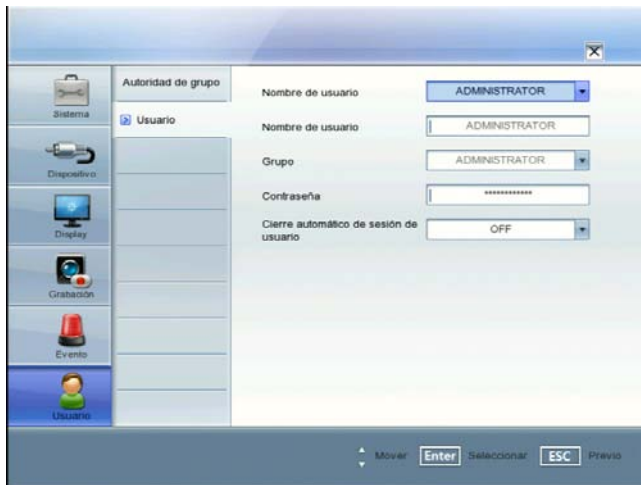 Sistema
Dispositivo
Display
Grabación
Evento
Usuario
Autoridad de grupo
Usuario
Nombre de usuario ADMINISTRATOR
Nombre de usuario ADMINISTRATOR
Grupo ADMINISTRATOR
Contraseña ************
Cierre automático de sesión de
usuario OFF
Mover Enter Seleccionar ESC Previo